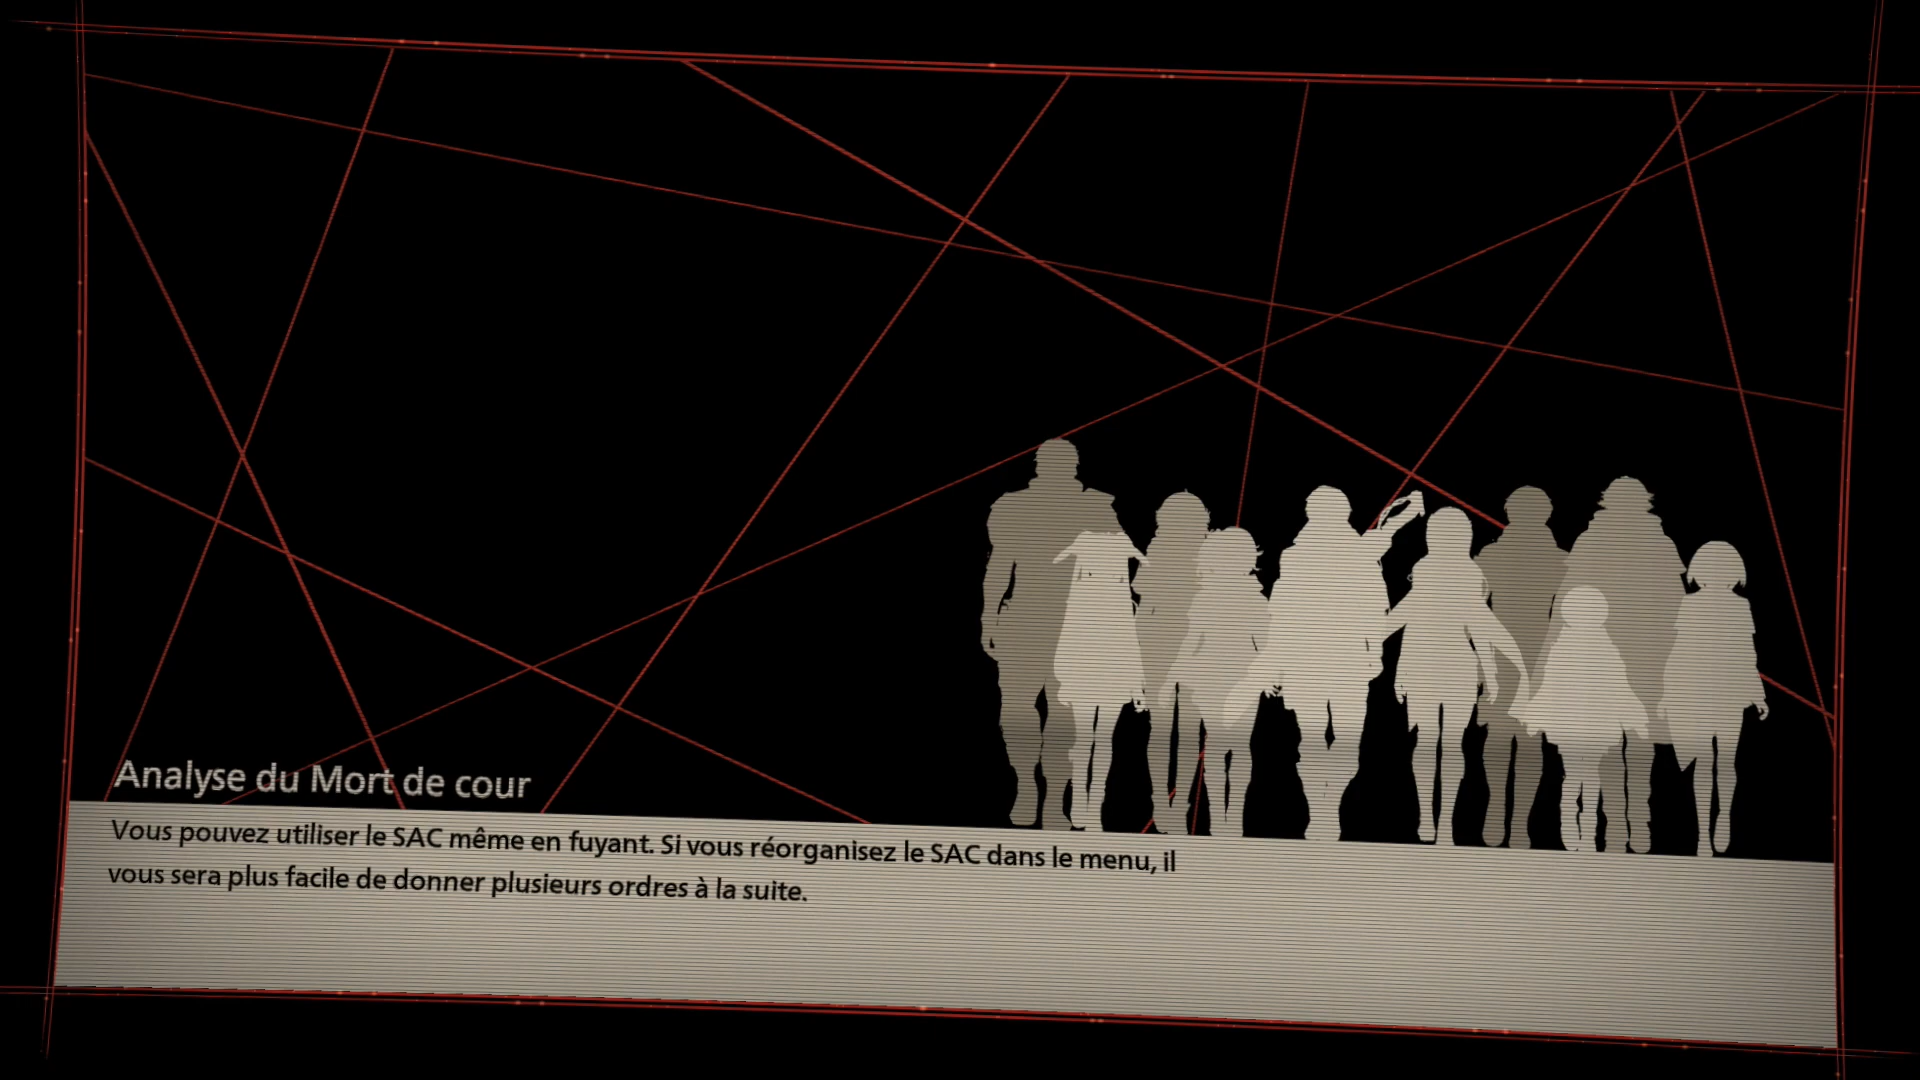 Analyse du Mort de cour
Vous pouvez utiliser le SAC même en fuyant. Si vous réorganisez le SAC dans le menu, il
vous sera plus facile de donner plusieurs ordres à la suite.